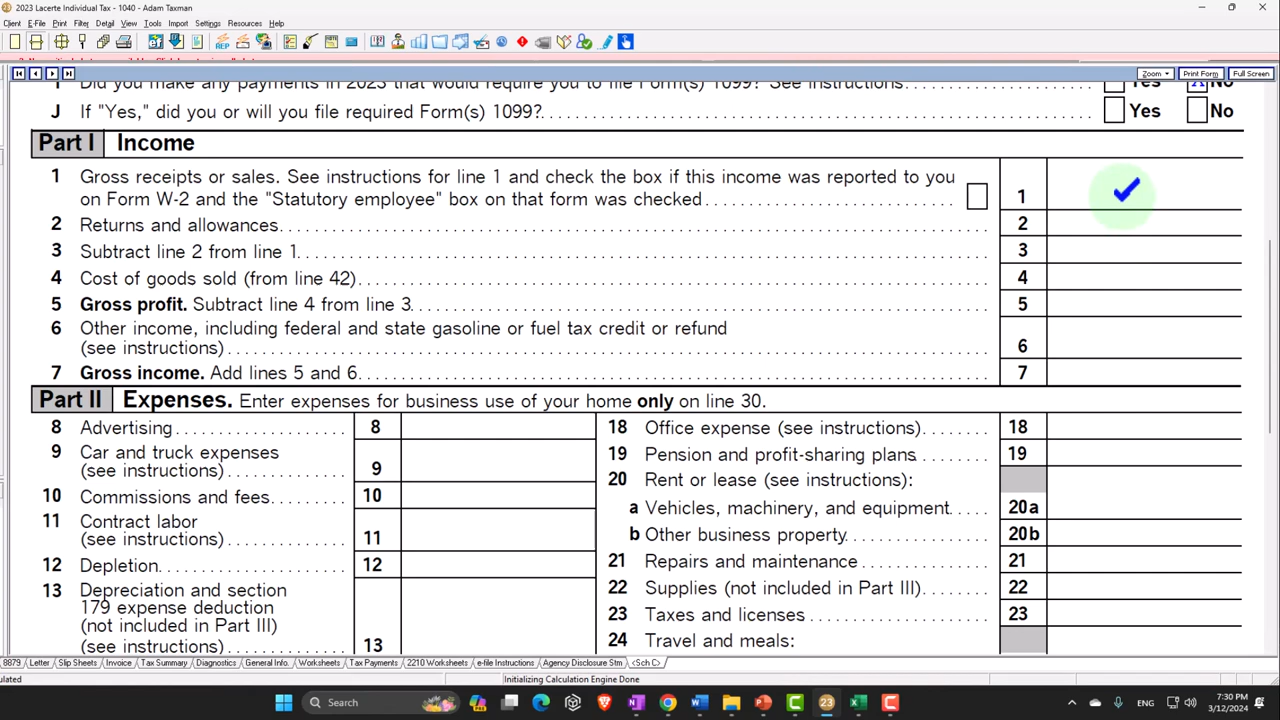 2023 Lacerte Individual Tax - 1040 - Adam Taxman
Client E-File Print Filter Detail View Tools Import Settings Resources Help
REP
Zoom Print Form Full Screen
Did you make any payments in 2023 that would require you to file Form(s) 1099? See instructions Yes X No
J If "Yes," did you or will you file required Form(s) 1099? Yes No
Part I Income
1 Gross receipts or sales. See instructions for line 1 and check the box if this income was reported to you
on Form W-2 and the "Statutory employee" box on that form was checked 1
2 Returns and allowances 2
3 Subtract line 2 from line 1 3
4 Cost of goods sold (from line 42) 4
5 Gross profit. Subtract line 4 from line 3 5
6 Other income, including federal and state gasoline or fuel tax credit or refund
(see instructions) 6
7 Gross income. Add lines 5 and 6 7
Part II Expenses. Enter expenses for business use of your home only on line 30.
8 Advertising 8 18 Office expense (see instructions) 18
9 Car and truck expenses
(see instructions) 9 19 Pension and profit-sharing plans 19
20 Rent or lease (see instructions):
10 Commissions and fees 10 a Vehicles, machinery, and equipment 20a
11 Contract labor
(see instructions) 11 b Other business property 20b
12 Depletion 12 21 Repairs and maintenance 21
13 Depreciation and section
179 expense deduction
(not included in Part III)
(see instructions) 13 22 Supplies (not included in Part III) 22
23 Taxes and licenses 23
24 Travel and meals:
8879 Letter Slip Sheets Invoice Tax Summary Diagnostics General Info. Worksheets Tax Payments 2210 Worksheets e-file Instructions Agency Disclosure Stm <Sch C>
ulated Initializing Calculation Engine Done
Search 23 ENG 7:30 PM
3/12/2024